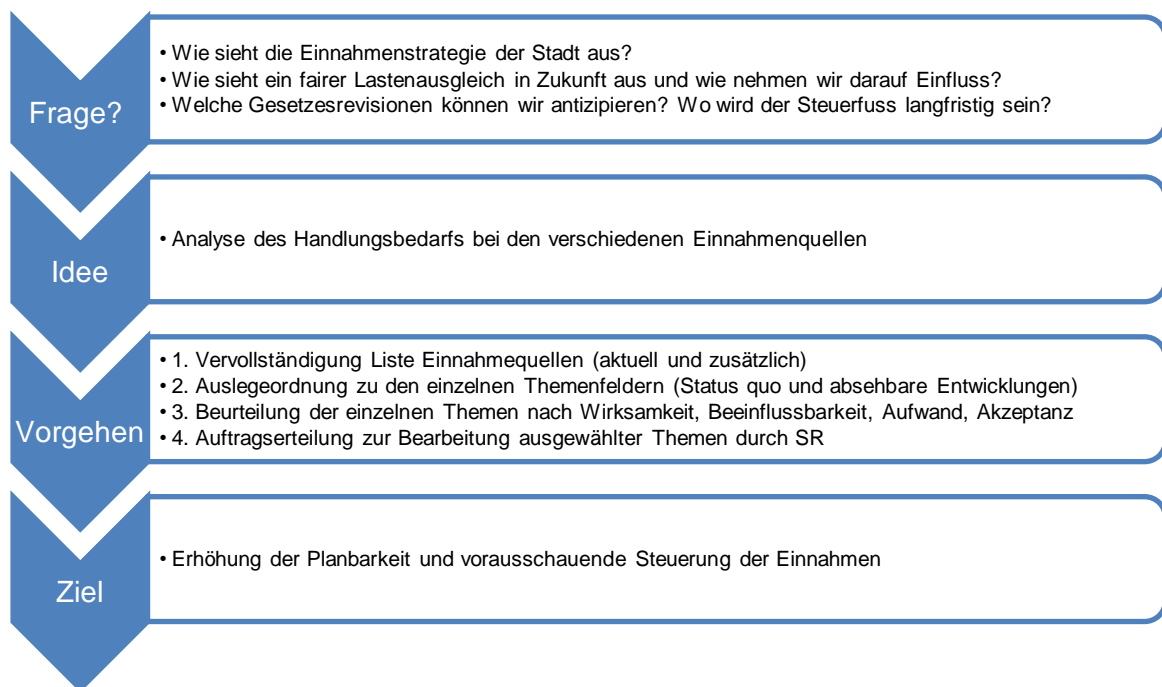 Frage?
• Wie sieht die Einnahmenstrategie der Stadt aus?
• Wie sieht ein fairer Lastenausgleich in Zukunft aus und wie nehmen wir darauf Einfluss?
• Welche Gesetzesrevisionen können wir antizipieren? Wo wird der Steuerfuss langfristig sein?
Idee
• Analyse des Handlungsbedarfs bei den verschiedenen Einnahmenquellen
Vorgehen
• 1. Vervollständigung Liste Einnahmequellen (aktuell und zusätzlich)
• 2. Auslegeordnung zu den einzelnen Themenfeldern (Status quo und absehbare Entwicklungen)
• 3. Beurteilung der einzelnen Themen nach Wirksamkeit, Beeinflussbarkeit, Aufwand, Akzeptanz
• 4. Auftragserteilung zur Bearbeitung ausgewählter Themen durch SR
Ziel
• Erhöhung der Planbarkeit und vorausschauende Steuerung der Einnahmen